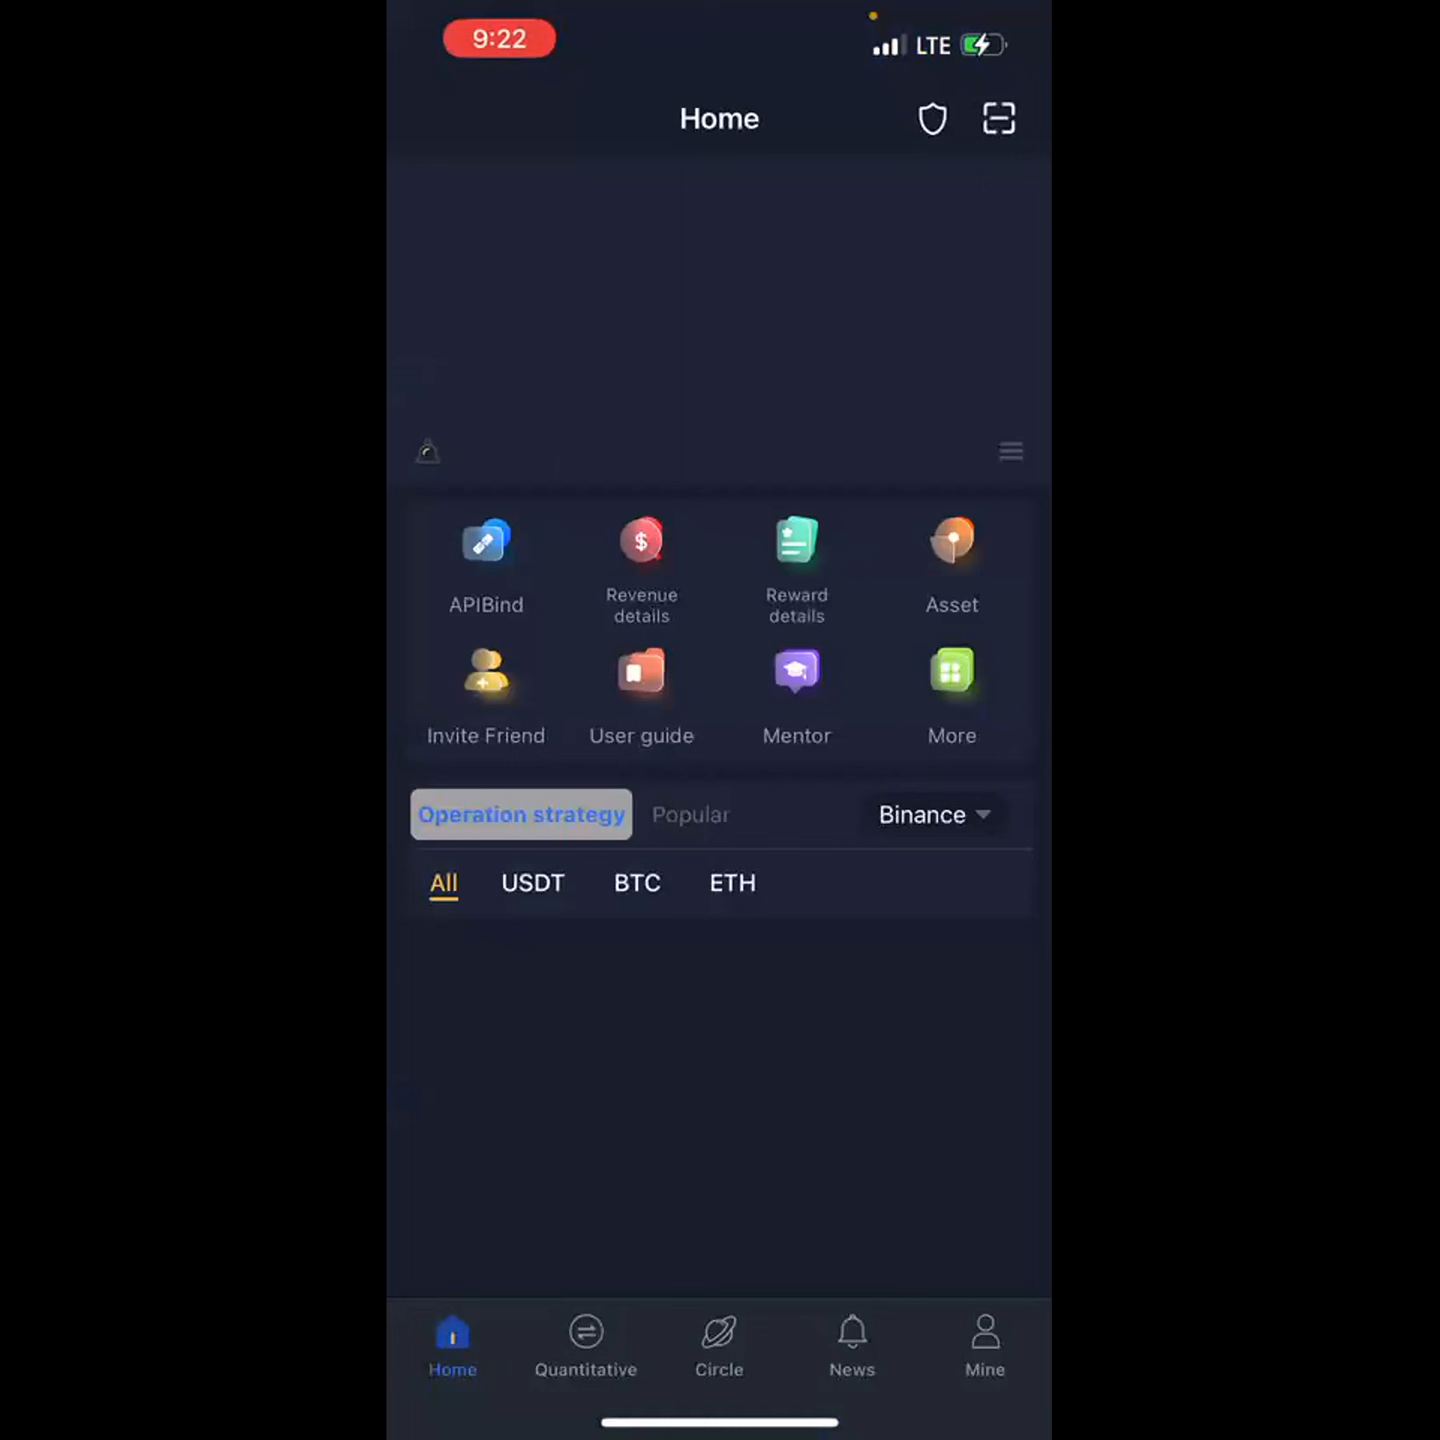 9:22
LTE
Home
APIBind
Revenue
details
Reward
details
Asset
Invite Friend
User guide
Mentor
More
Operation strategy
Popular
Binance
All
USDT
BTC
ETH
Home
Quantitative
Circle
News
Mine